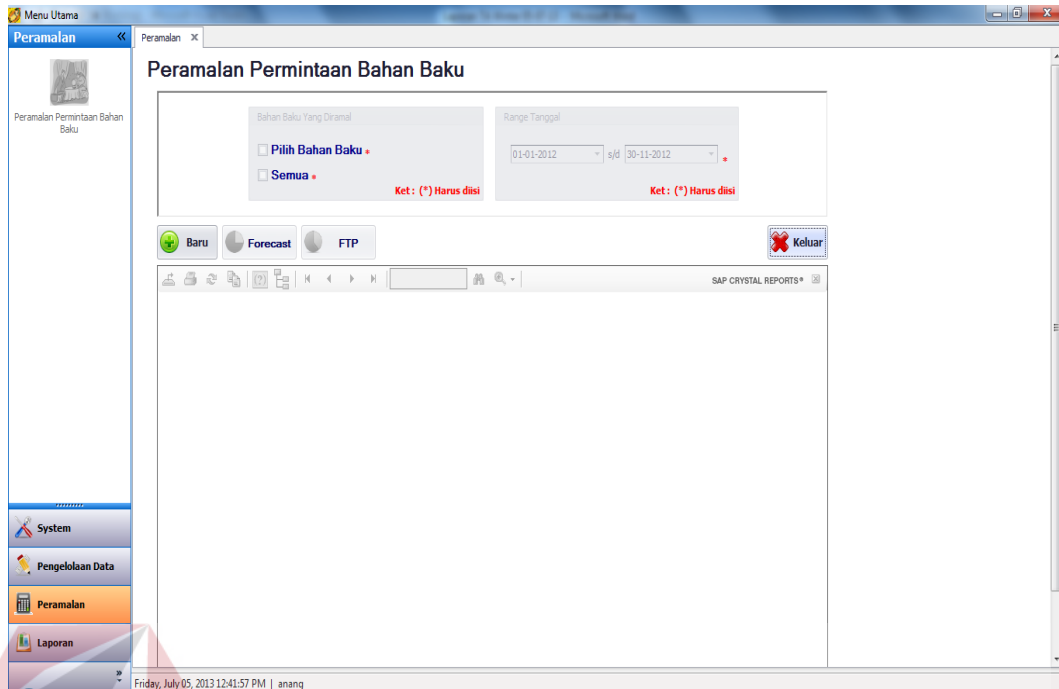 Menu Utama
Peramalan
Peramalan X
Peramalan Permintaan Bahan
Baku
Peramalan Permintaan Bahan Baku
Bahan Baku Yang Diramal
Pilih Bahan Baku *
Semua *
Ket : (*) Harus diisi
Range Tanggal
01-01-2012 s/d 30-11-2012 *
Ket : (*) Harus diisi
Baru
Forecast
FTP
Keluar
SAP CRYSTAL REPORTS®
System
Pengelolaan Data
Peramalan
Laporan
Friday, July 05, 2013 12:41:57 PM | anang